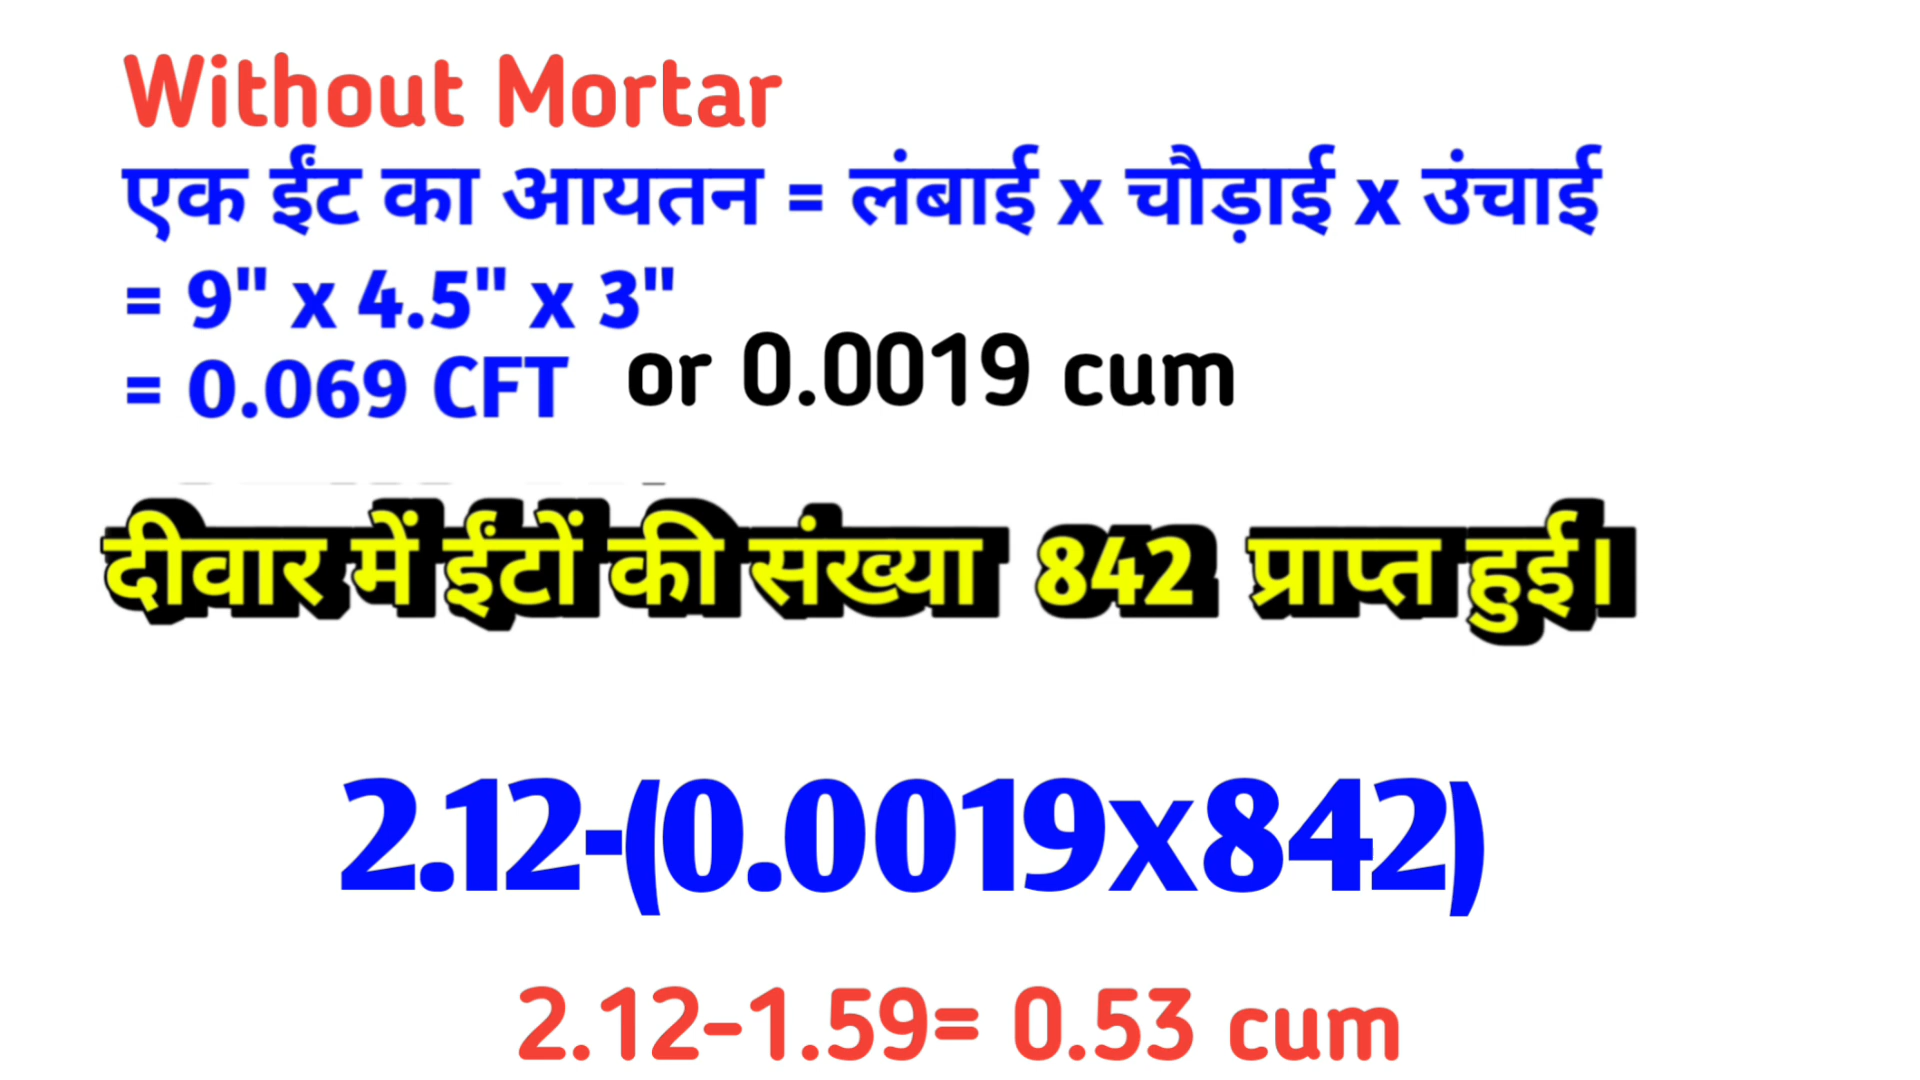 Without Mortar
एक ईंट का आयतन = लंबाई x चौड़ाई x उंचाई
= 9" x 4.5" x 3"
= 0.069 CFT or 0.0019 cum
दीवार में ईंटों की संख्या 842 प्राप्त हुई।
2.12-(0.0019x842)
2.12-1.59= 0.53 cum